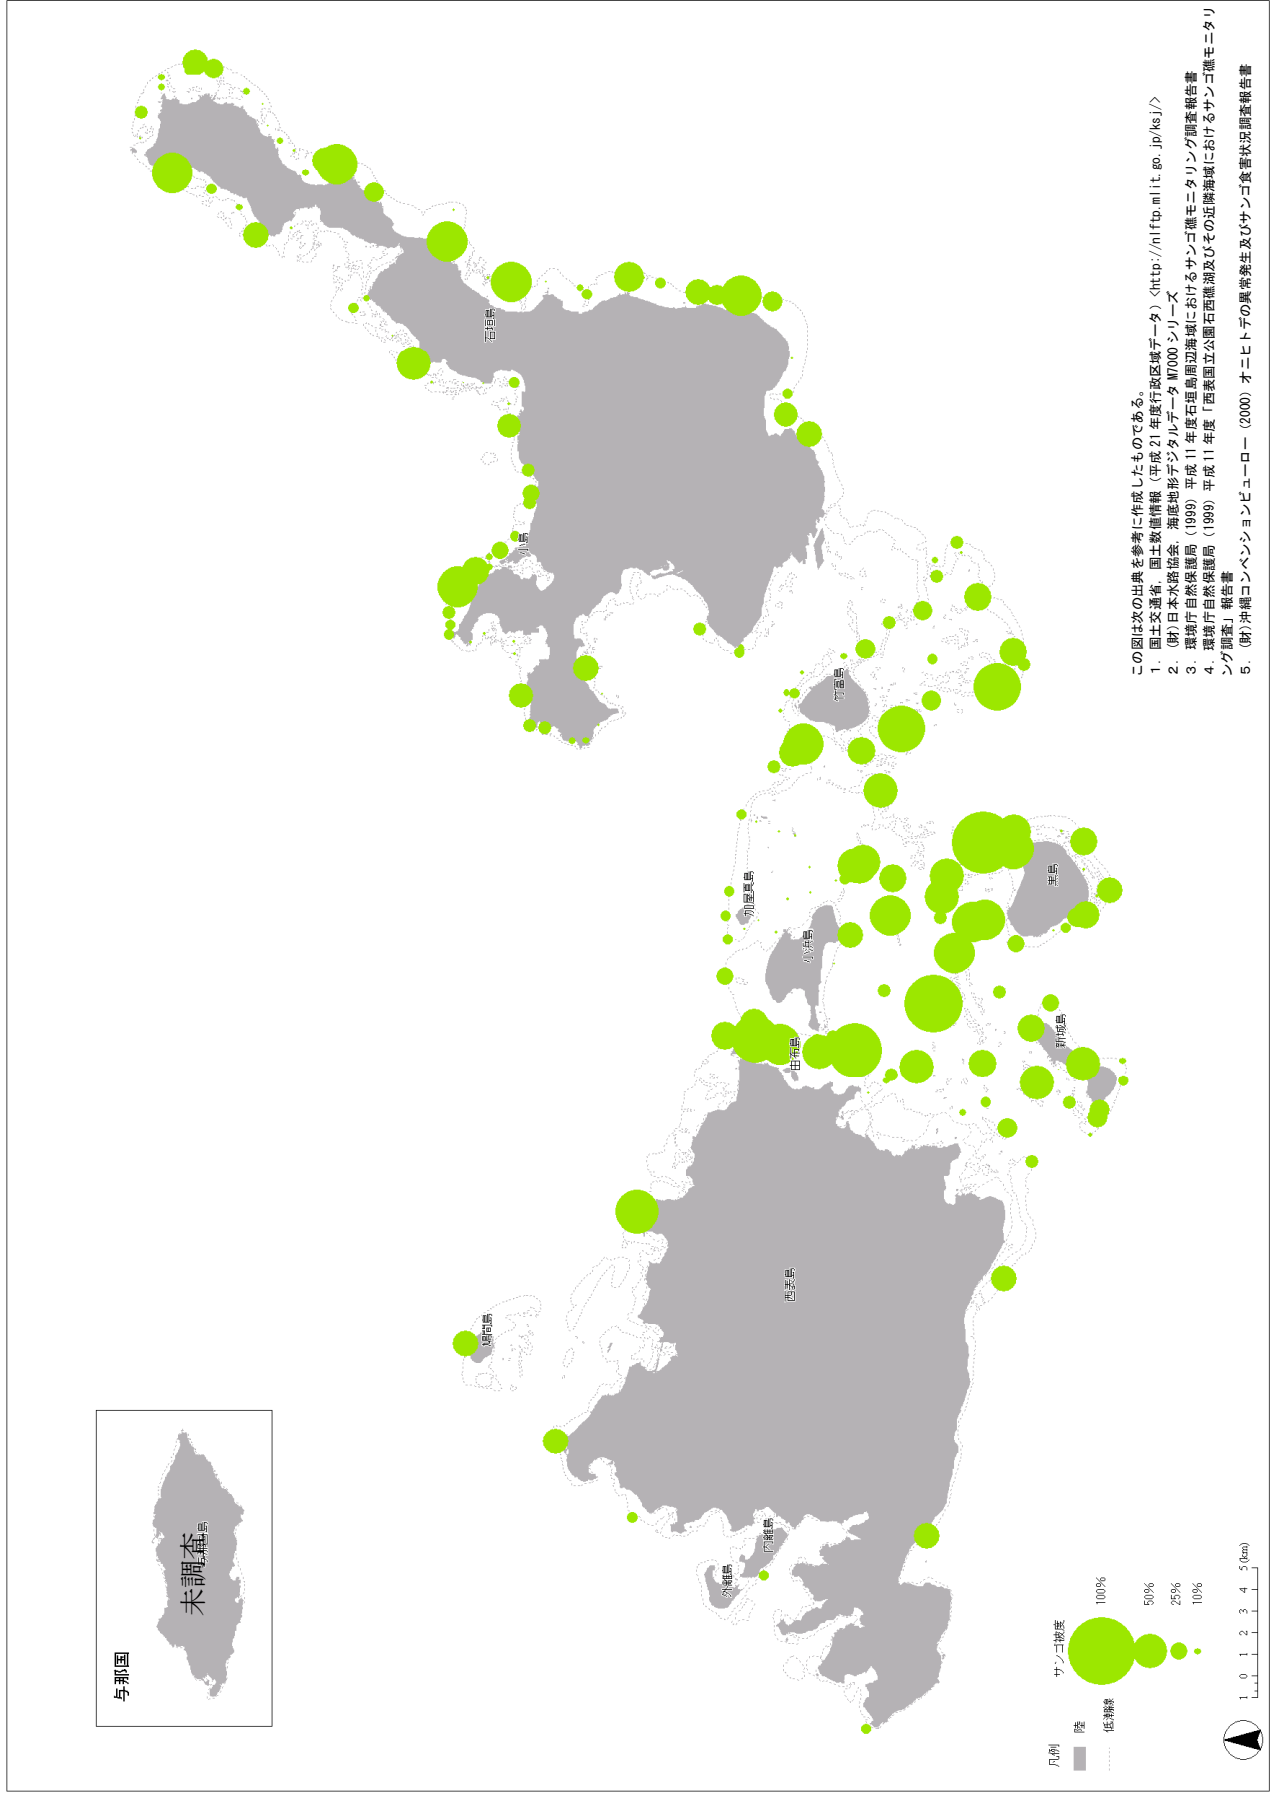 与那国
与那国島
未調査
石垣島
小島
竹富島
加屋真島
小浜島
黒島
由布島
新城島
西表島
鳩間島
外離島
内離島
この図は次の出典を参考に作成したものである。
1. 国土交通省, 国土数値情報 (平成 21 年度行政区域データ) <http://nlftp.mlit.go.jp/ksj/>
2. (財)日本水路協会, 海底地形デジタルデータ M7000 シリーズ
3. 環境庁自然保護局 (1999) 平成 11 年度石垣島周辺海域におけるサンゴ礁モニタリング調査報告書
4. 環境庁自然保護局 (1999) 平成 11 年度「西表国立公園石西礁湖及びその近隣海域におけるサンゴ礁モニタリ
ング調査」報告書
5. (財)沖縄コンベンションビューロー (2000) オニヒトデの異常発生及びサンゴ食害状況調査報告書
凡例
陸
低潮線
サンゴ被度
100%
50%
25%
10%
1 0 1 2 3 4 5 (km)